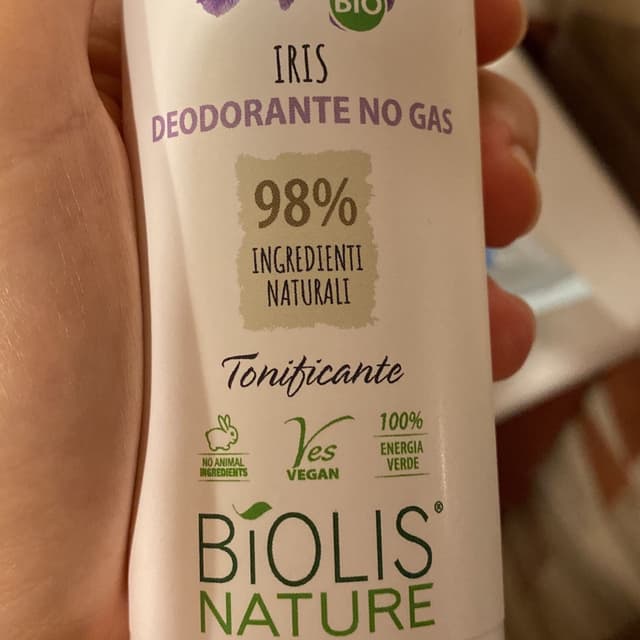 BIO
IRIS
DEODORANTE NO GAS
98%
INGREDIENTI
NATURALI
Tonificante
NO ANIMAL
INGREDIENTS
Yes
VEGAN
100%
ENERGIA
VERDE
BIOLIS®
NATURE